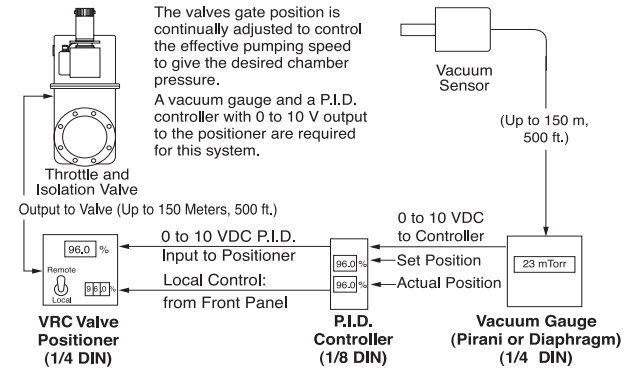 The valves gate position is
continually adjusted to control
the effective pumping speed
to give the desired chamber
pressure.
A vacuum gauge and a P.I.D.
controller with 0 to 10 V output
to the positioner are required
for this system.
Vacuum
Sensor
(Up to 150 m,
500 ft.)
Throttle and
Isolation Valve
Output to Valve (Up to 150 Meters, 500 ft.)
0 to 10 VDC P.I.D.
Input to Positioner
Local Control:
from Front Panel
0 to 10 VDC
to Controller
Set Position
Actual Position
96.0 %
Remote
Local
96.0 %
96.0 %
96.0 %
23 mTorr
VRC Valve
Positioner
(1/4 DIN)
P.I.D.
Controller
(1/8 DIN)
Vacuum Gauge
(Pirani or Diaphragm)
(1/4 DIN)